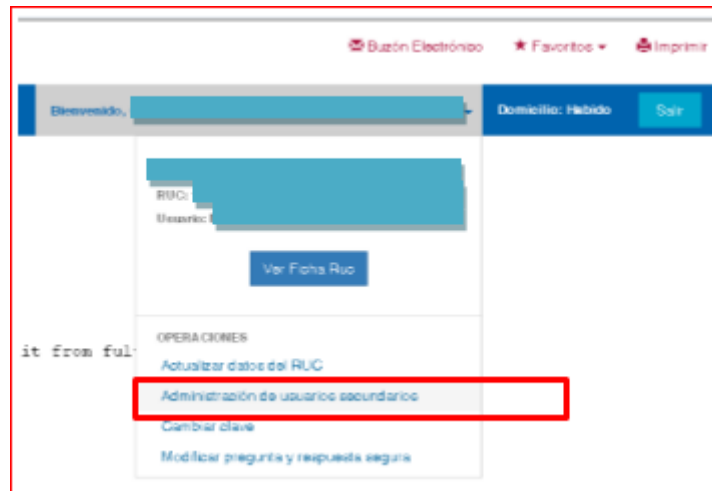 Buzón Electrónico ★ Favoritos Imprimir
Bienvenido, Domicilio: Habido Salir
RUC:
Usuario:
Ver Ficha Ruc
OPERACIONES
it from ful
Actualizar datos del RUC
Administración de usuarios secundarios
Cambiar clave
Modificar pregunta y respuesta segura